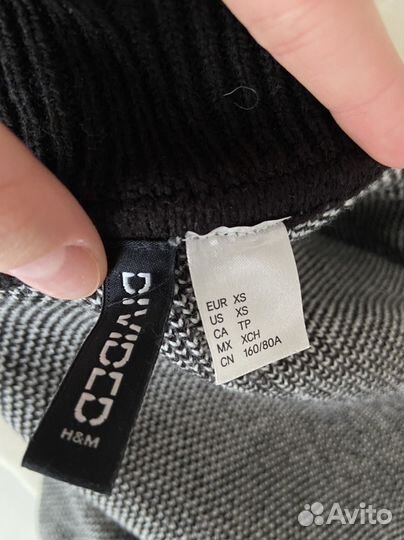 DIVIDED
H&M
EUR XS
US XS
CA TP
MX XCH
CN 160/80A
Avito